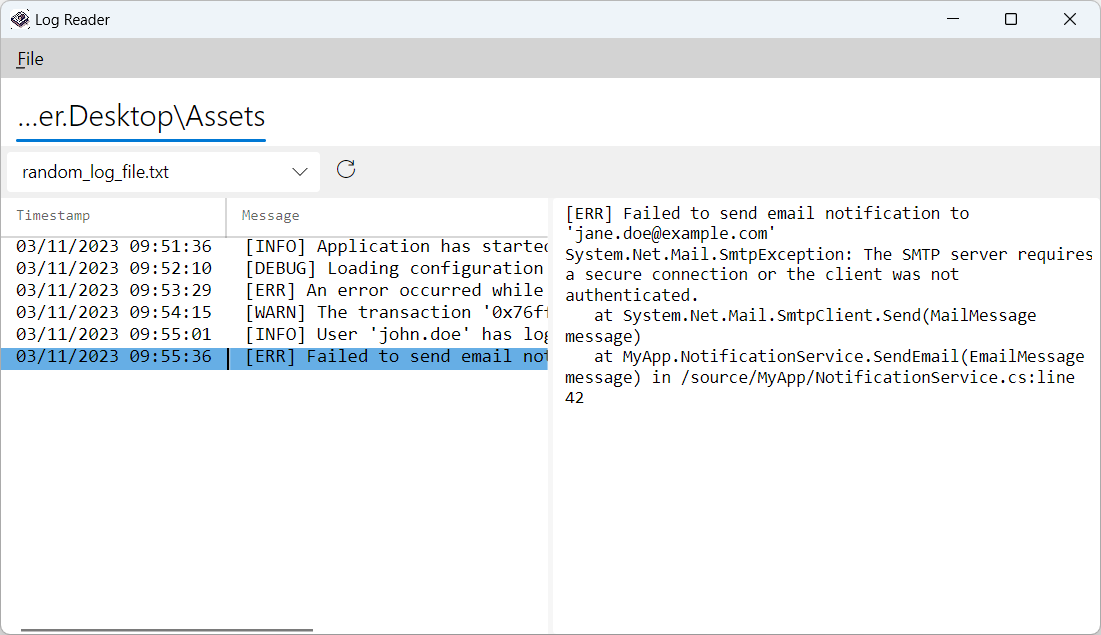 Log Reader
File
...er.Desktop\Assets
random_log_file.txt
Timestamp Message
03/11/2023 09:51:36 [INFO] Application has started
03/11/2023 09:52:10 [DEBUG] Loading configuration
03/11/2023 09:53:29 [ERR] An error occurred while
03/11/2023 09:54:15 [WARN] The transaction '0x76ff
03/11/2023 09:55:01 [INFO] User 'john.doe' has log
03/11/2023 09:55:36 [ERR] Failed to send email not
[ERR] Failed to send email notification to
'jane.doe@example.com'
System.Net.Mail.SmtpException: The SMTP server requires
a secure connection or the client was not
authenticated.
at System.Net.Mail.SmtpClient.Send(MailMessage
message)
at MyApp.NotificationService.SendEmail(EmailMessage
message) in /source/MyApp/NotificationService.cs:line
42